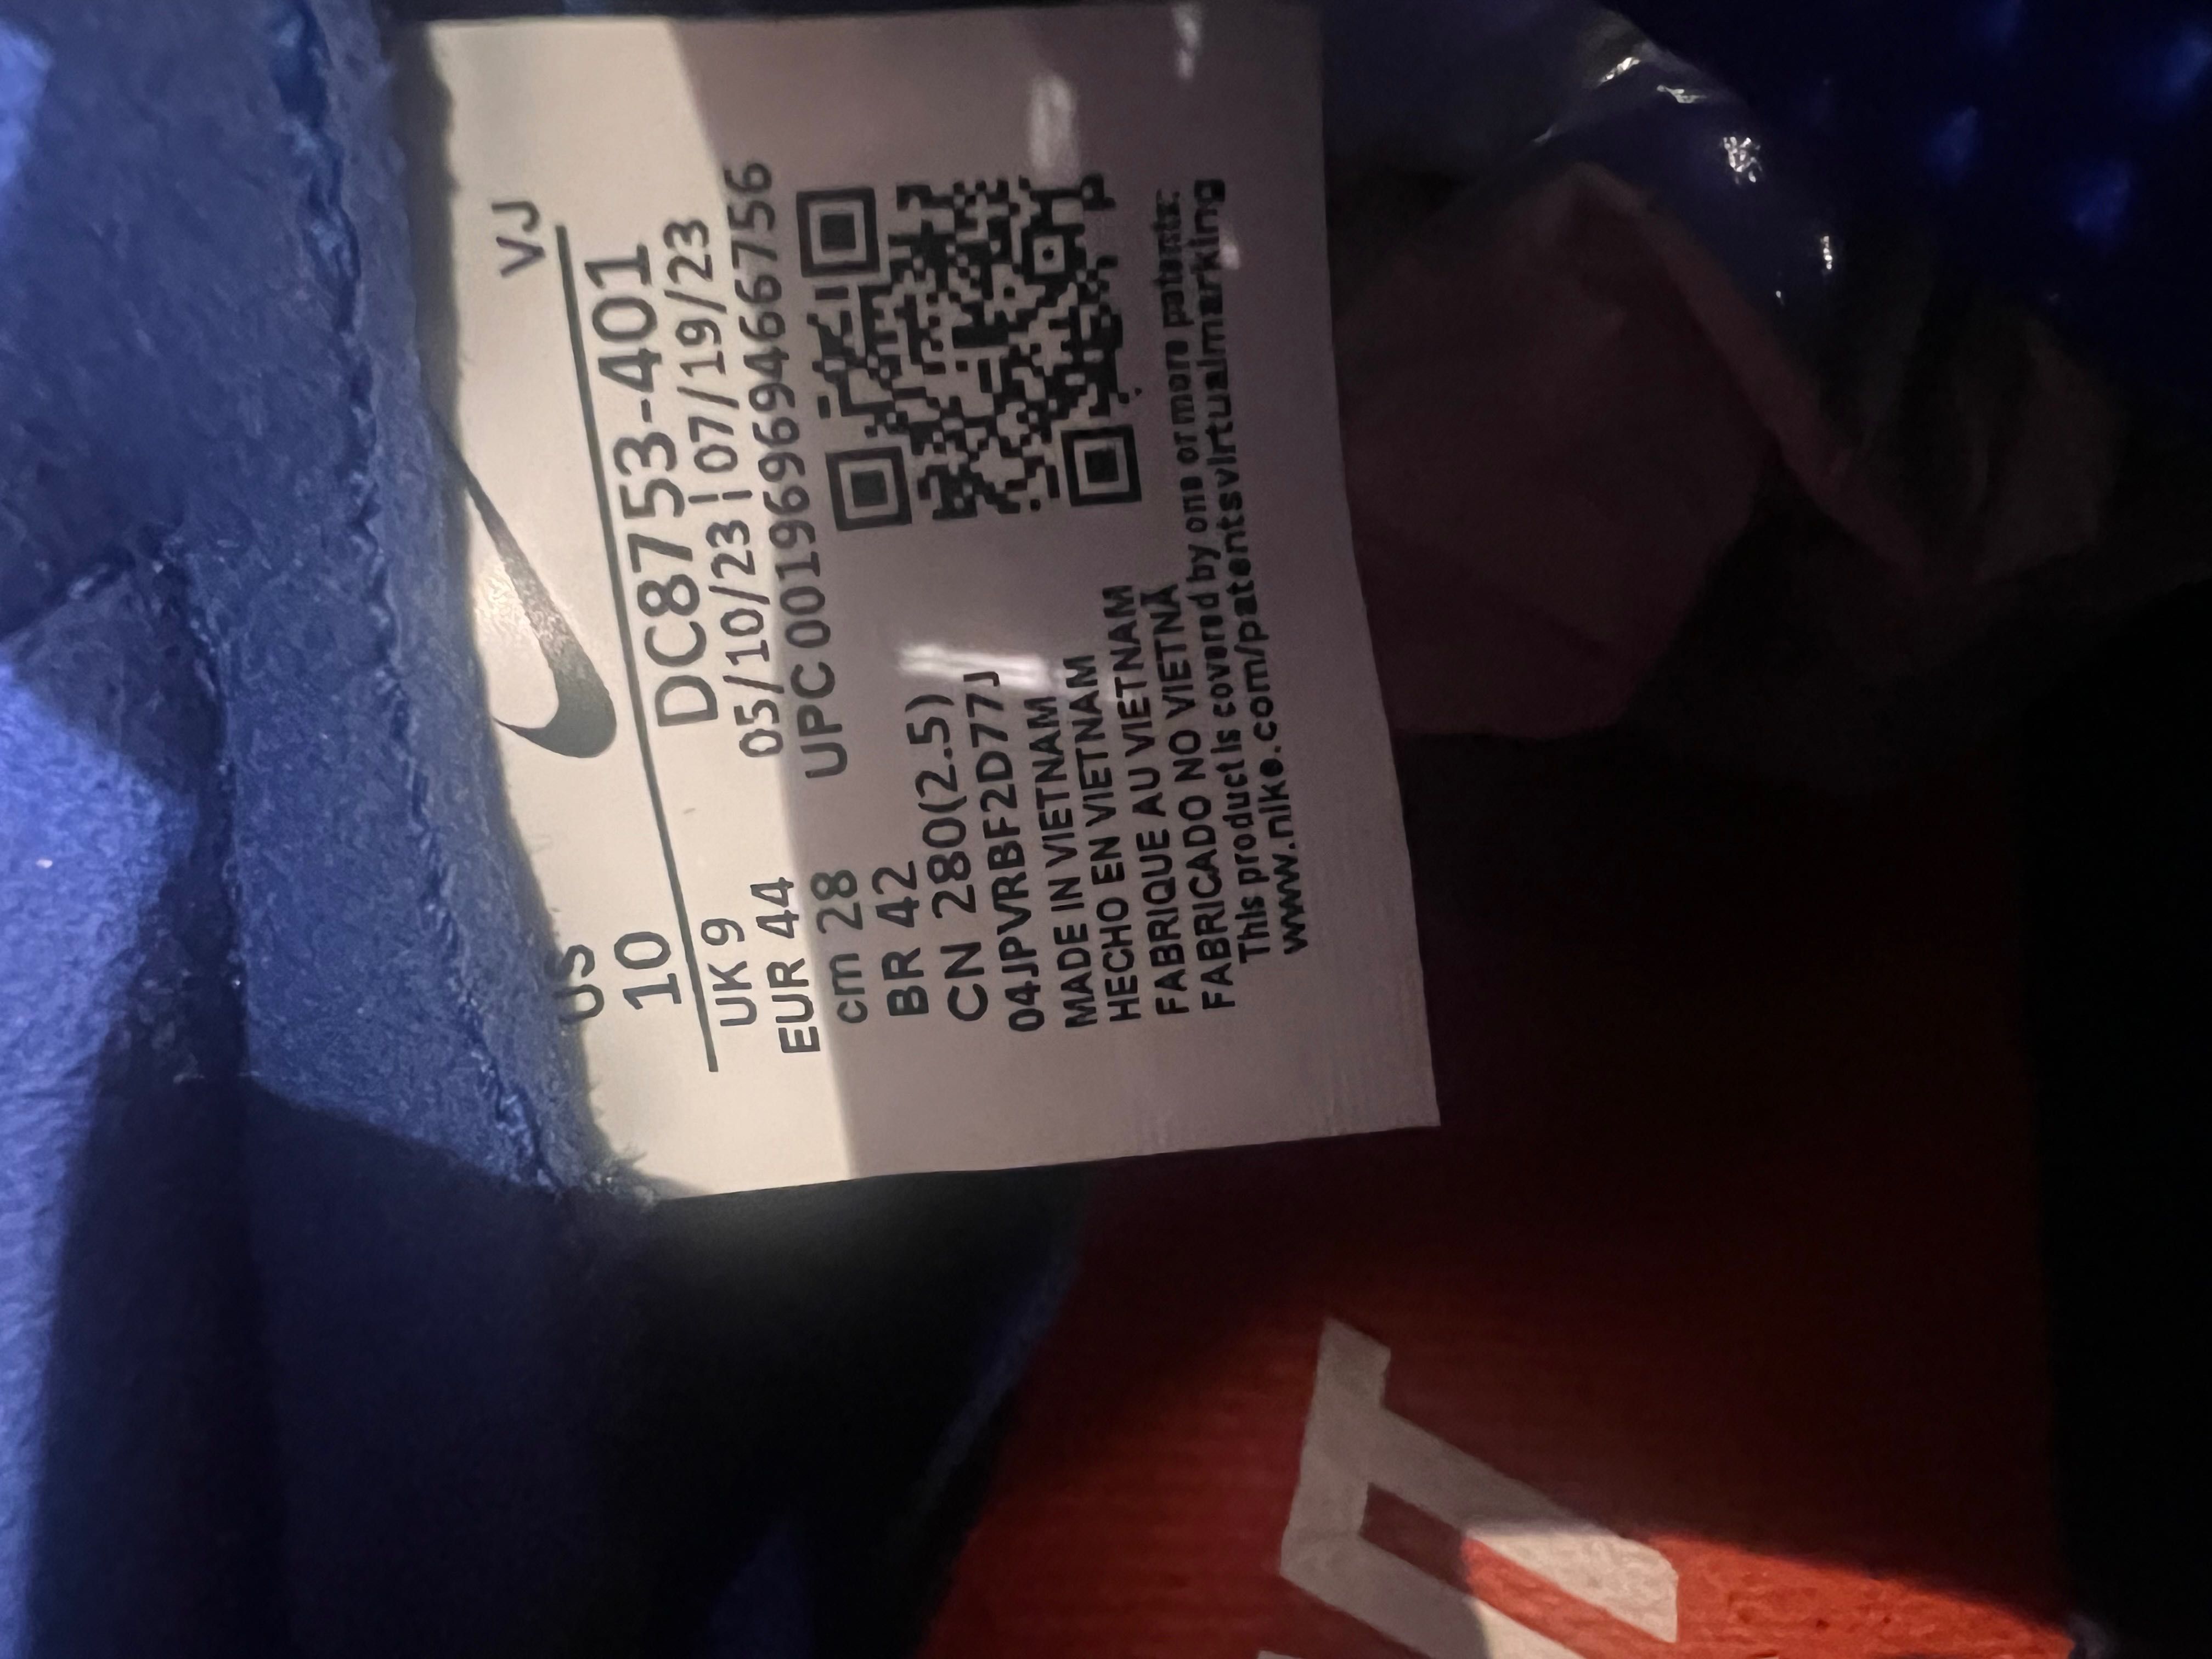 VJ
US
10
DC8753-401
UK 9
05/10/23 | 07/19/23
EUR 44
UPC00196969466756
cm 28
BR 42
CN 280(2.5)
04JPVRBF2D77J
MADE IN VIETNAM
HECHO EN VIETNAM
FABRIQUE AU VIETNAM
FABRICADO NO VIETNÃ
This product is covered by one or more patents:
www.nike.com/patentsvirtualmarking